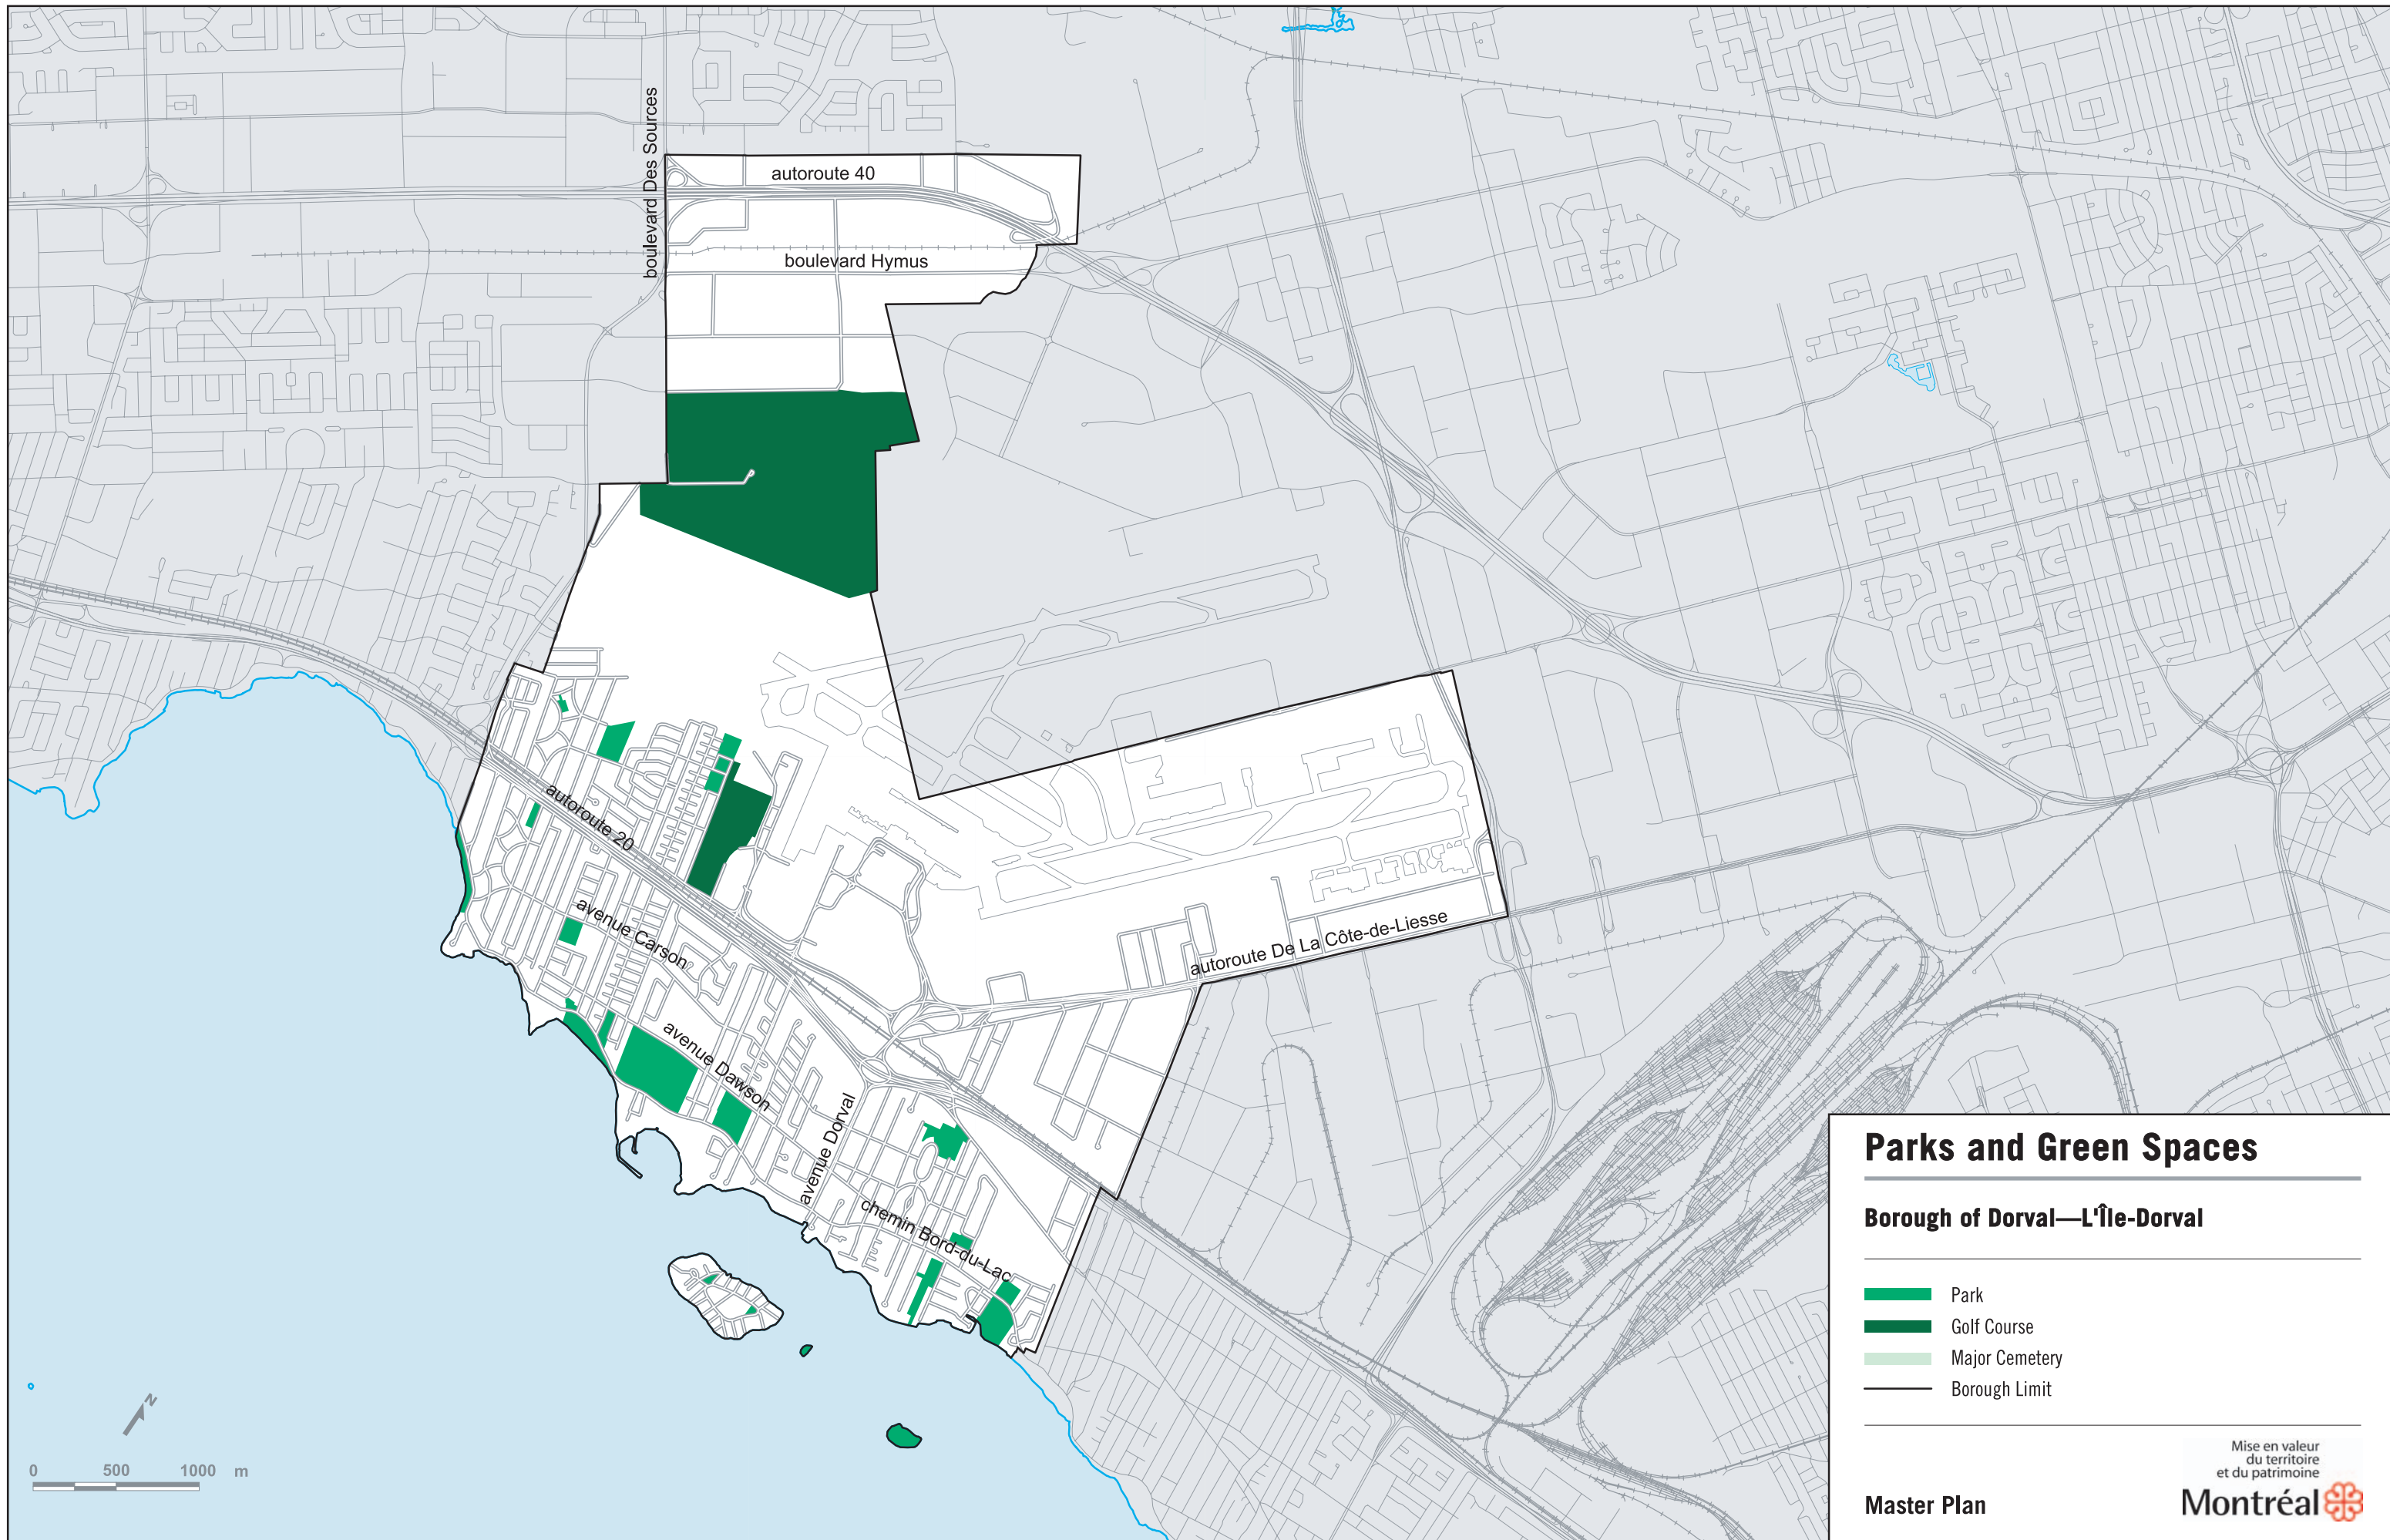 boulevard Des Sources
autoroute 40
boulevard Hymus
autoroute 20
avenue Carson
autoroute De La Côte-de-Liesse
avenue Dawson
avenue Dorval
chemin Bord-du-Lac
N
0 500 1000 m
Parks and Green Spaces
Borough of Dorval—L'Île-Dorval
Park
Golf Course
Major Cemetery
Borough Limit
Mise en valeur
du territoire
et du patrimoine
Master Plan
Montréal